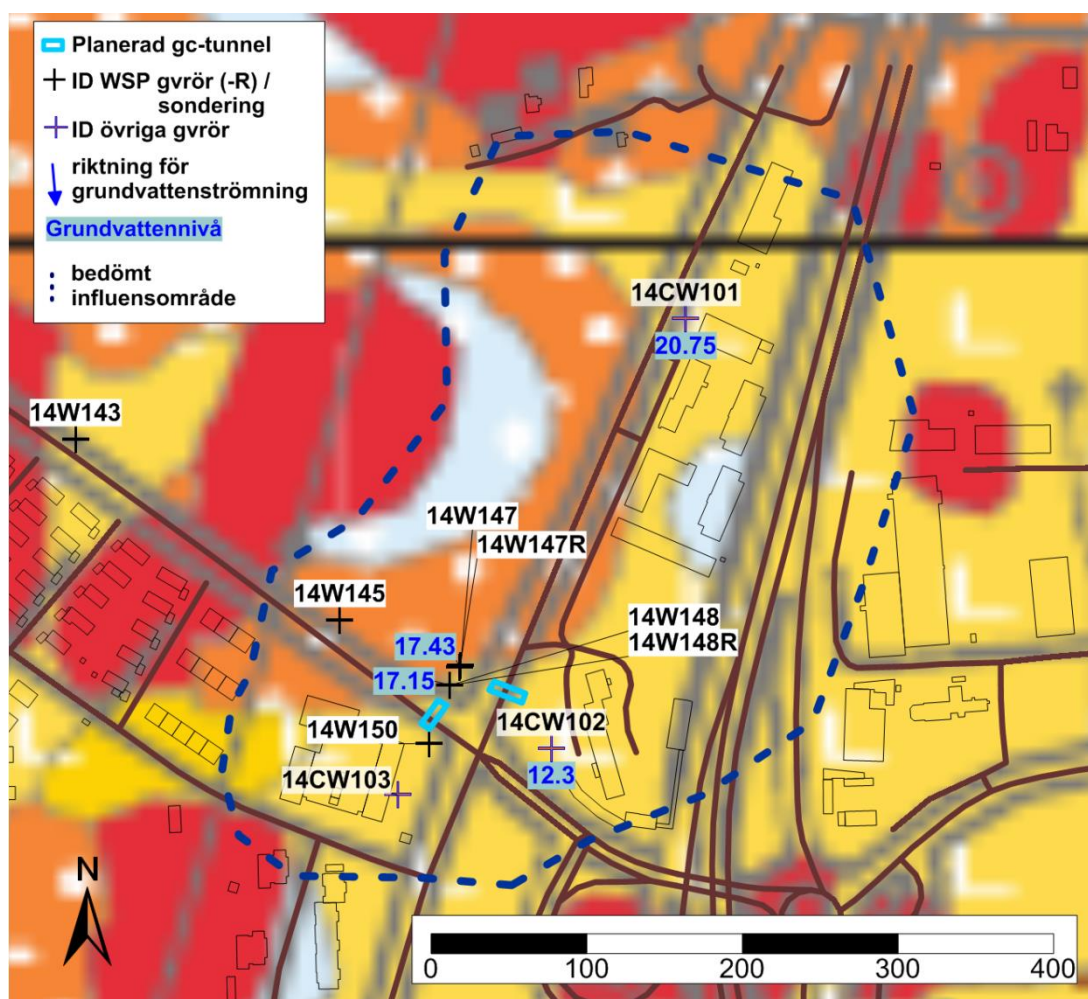 Planerad gc-tunnel
ID WSP gvrör (-R) /
sondering
ID övriga gvrör
riktning för
grundvattenströmning
Grundvattennivå
bedömt
influensområde
14CW101
20.75
14W143
14W147
14W147R
14W145
14W148
14W148R
17.43
17.15
14W150
14CW102
14CW103
12.3
N
0 100 200 300 400